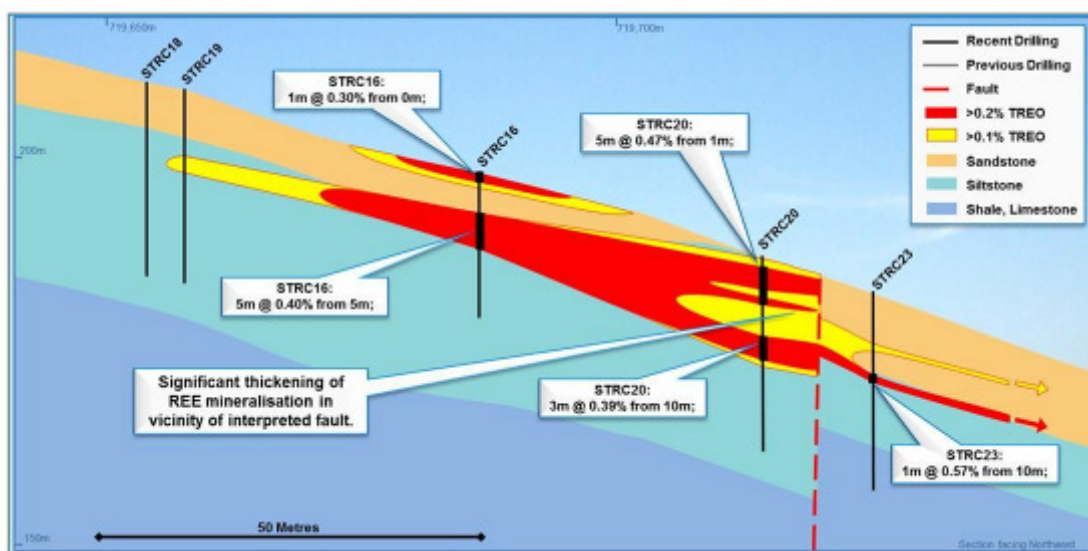 719,650m
719,700m
STRC18
STRC19
STRC16:
1m @ 0.30% from 0m;
STRC16
STRC20:
5m @ 0.47% from 1m;
STRC20
STRC23
Recent Drilling
Previous Drilling
Fault
>0.2% TREO
>0.1% TREO
Sandstone
Siltstone
Shale, Limestone
200m
STRC16:
5m @ 0.40% from 5m;
Significant thickening of
REE mineralisation in
vicinity of interpreted fault.
STRC20:
3m @ 0.39% from 10m;
STRC23:
1m @ 0.57% from 10m;
50 Metres
150m
Section facing Northwest